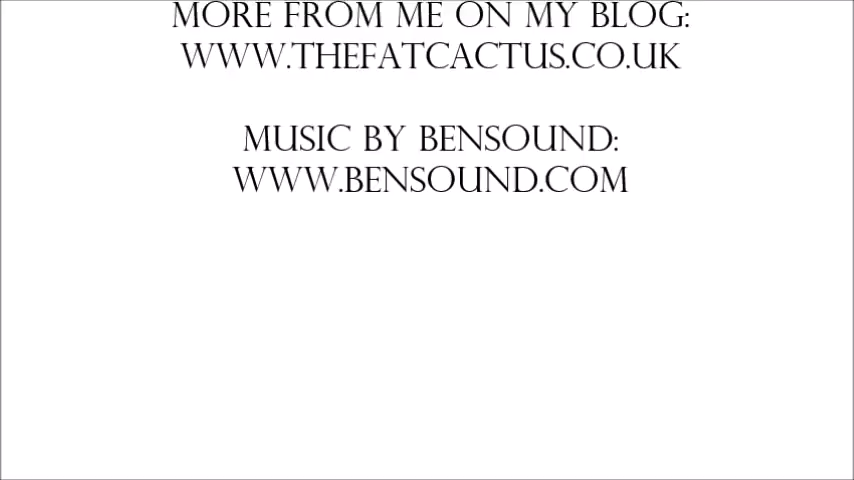 MORE FROM ME ON MY BLOG:
WWW.THEFATCACTUS.CO.UK
MUSIC BY BENSOUND:
WWW.BENSOUND.COM